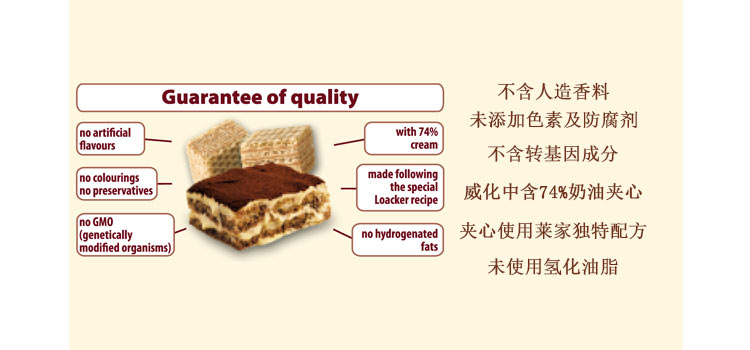 Guarantee of quality
no artificial
flavours
no colourings
no preservatives
no GMO
(genetically
modified organisms)
with 74%
cream
made following
the special
Loacker recipe
no hydrogenated
fats
不含人造香料
未添加色素及防腐剂
不含转基因成分
威化中含74%奶油夹心
夹心使用莱家独特配方
未使用氢化油脂